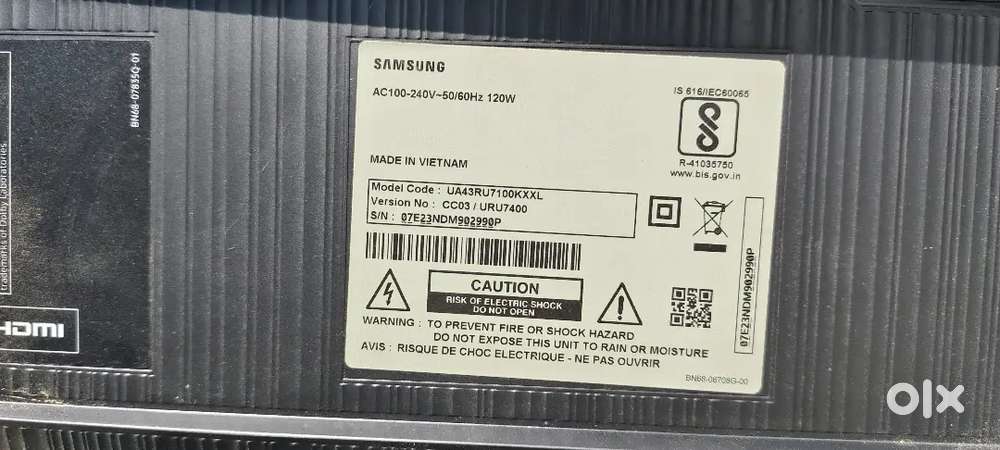 trademarks of Dolby Laboratories.
BN68-07835Q-01
HDMI
SAMSUNG
AC100-240V~50/60Hz 120W
IS 616/IEC60065
R-41035750
www.bis.gov.in
MADE IN VIETNAM
Model Code : UA43RU7100KXXL
Version No : CC03 / URU7400
S/N : 07E23NDM902990P
07E23NDM902990P
CAUTION
RISK OF ELECTRIC SHOCK
DO NOT OPEN
WARNING : TO PREVENT FIRE OR SHOCK HAZARD
DO NOT EXPOSE THIS UNIT TO RAIN OR MOISTURE
AVIS : RISQUE DE CHOC ELECTRIQUE - NE PAS OUVRIR
BN68-06708G-00
olx